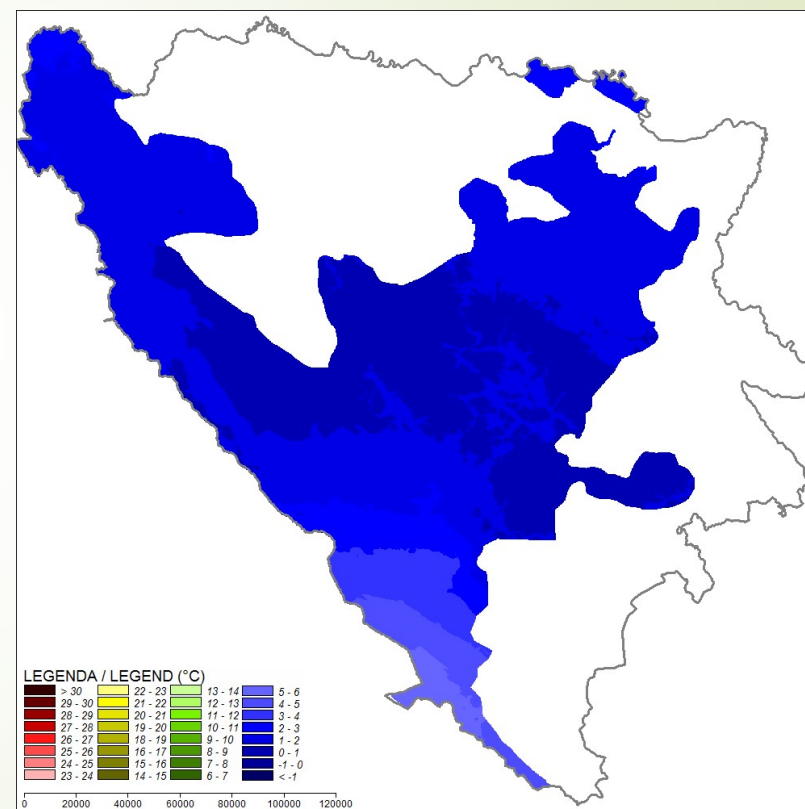 LEGENDA / LEGEND (°C)
> 30 22 - 23 13 - 14 5 - 6
29 - 30 21 - 22 12 - 13 4 - 5
28 - 29 20 - 21 11 - 12 3 - 4
27 - 28 19 - 20 10 - 11 2 - 3
26 - 27 18 - 19 9 - 10 1 - 2
25 - 26 16 - 17 8 - 9 0 - 1
24 - 25 15 - 16 7 - 8 -1 - 0
23 - 24 14 - 15 6 - 7 < -1
0 20000 40000 60000 80000 100000 120000